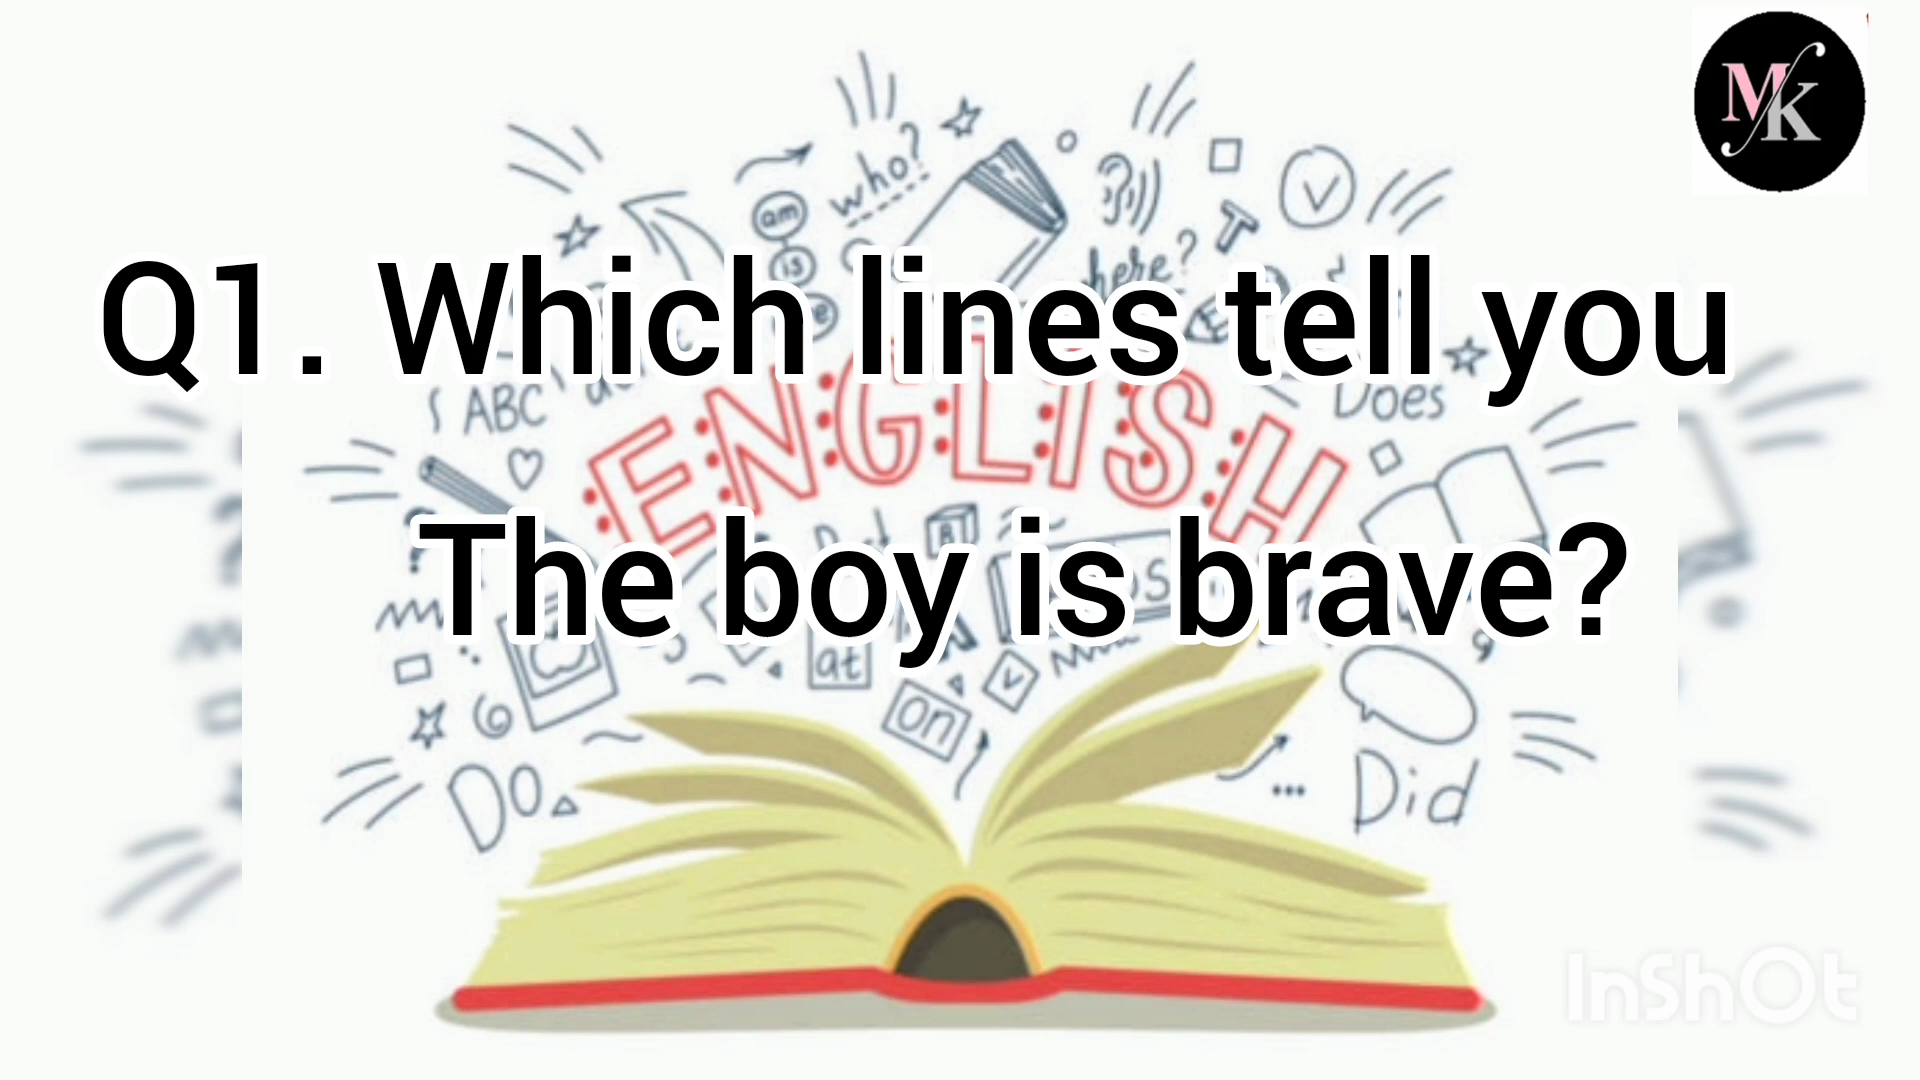 MK
who?
am
is
here?
Q1. Which lines tell you
ABC
Does
ENGLISH
The boy is brave?
at
on
Do
Did
InShOt